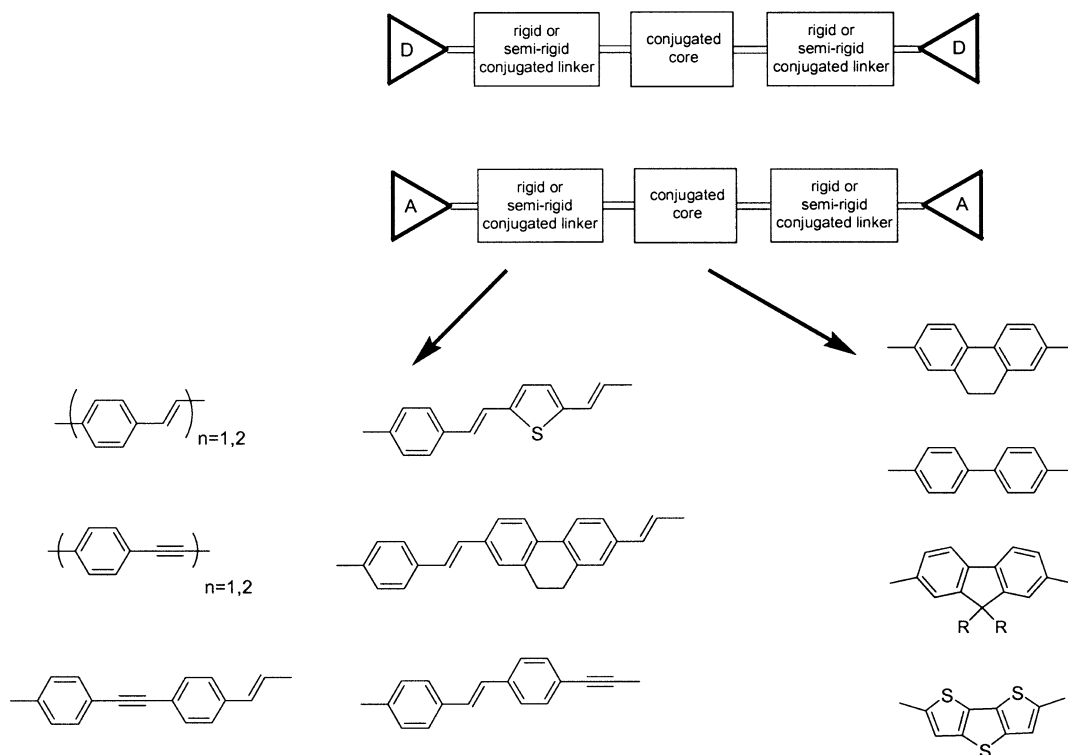 D
rigid or
semi-rigid
conjugated linker
conjugated
core
rigid or
semi-rigid
conjugated linker
D
A
rigid or
semi-rigid
conjugated linker
conjugated
core
rigid or
semi-rigid
conjugated linker
A
n=1,2
S
n=1,2
R R
S S
S